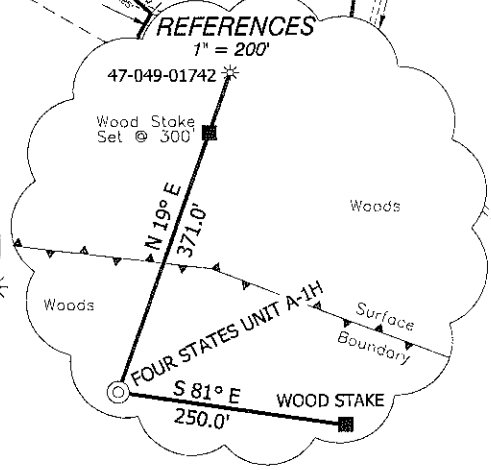 REFERENCES
1" = 200'
47-049-01742
Wood Stake
Set @ 300'
N 19° E
371.0'
Woods
Woods
FOUR STATES UNIT A-1H
Surface
Boundary
S 81° E
250.0'
WOOD STAKE